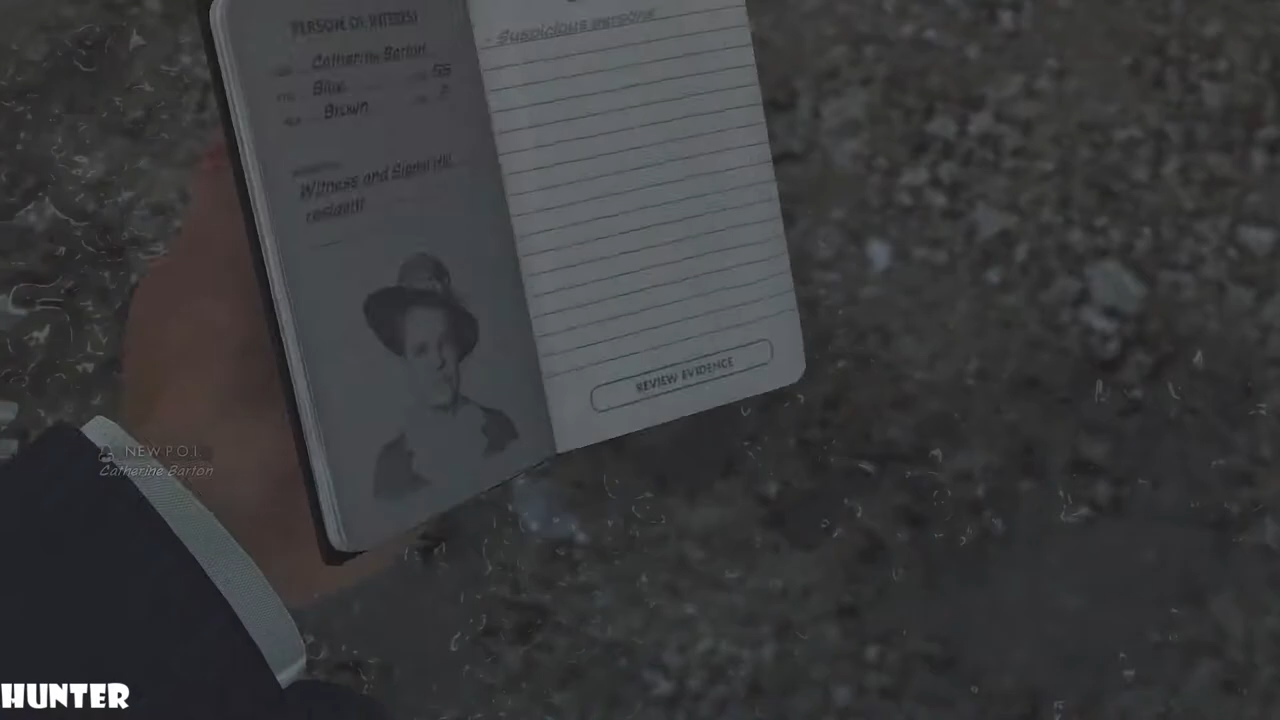 PERSON OF INTEREST
Catherine Barton
Blue
55
Brown
Witness and Signal Hill
resident
- Suspicious persons
REVIEW EVIDENCE
NEW P.O.I.
Catherine Barton
HUNTER